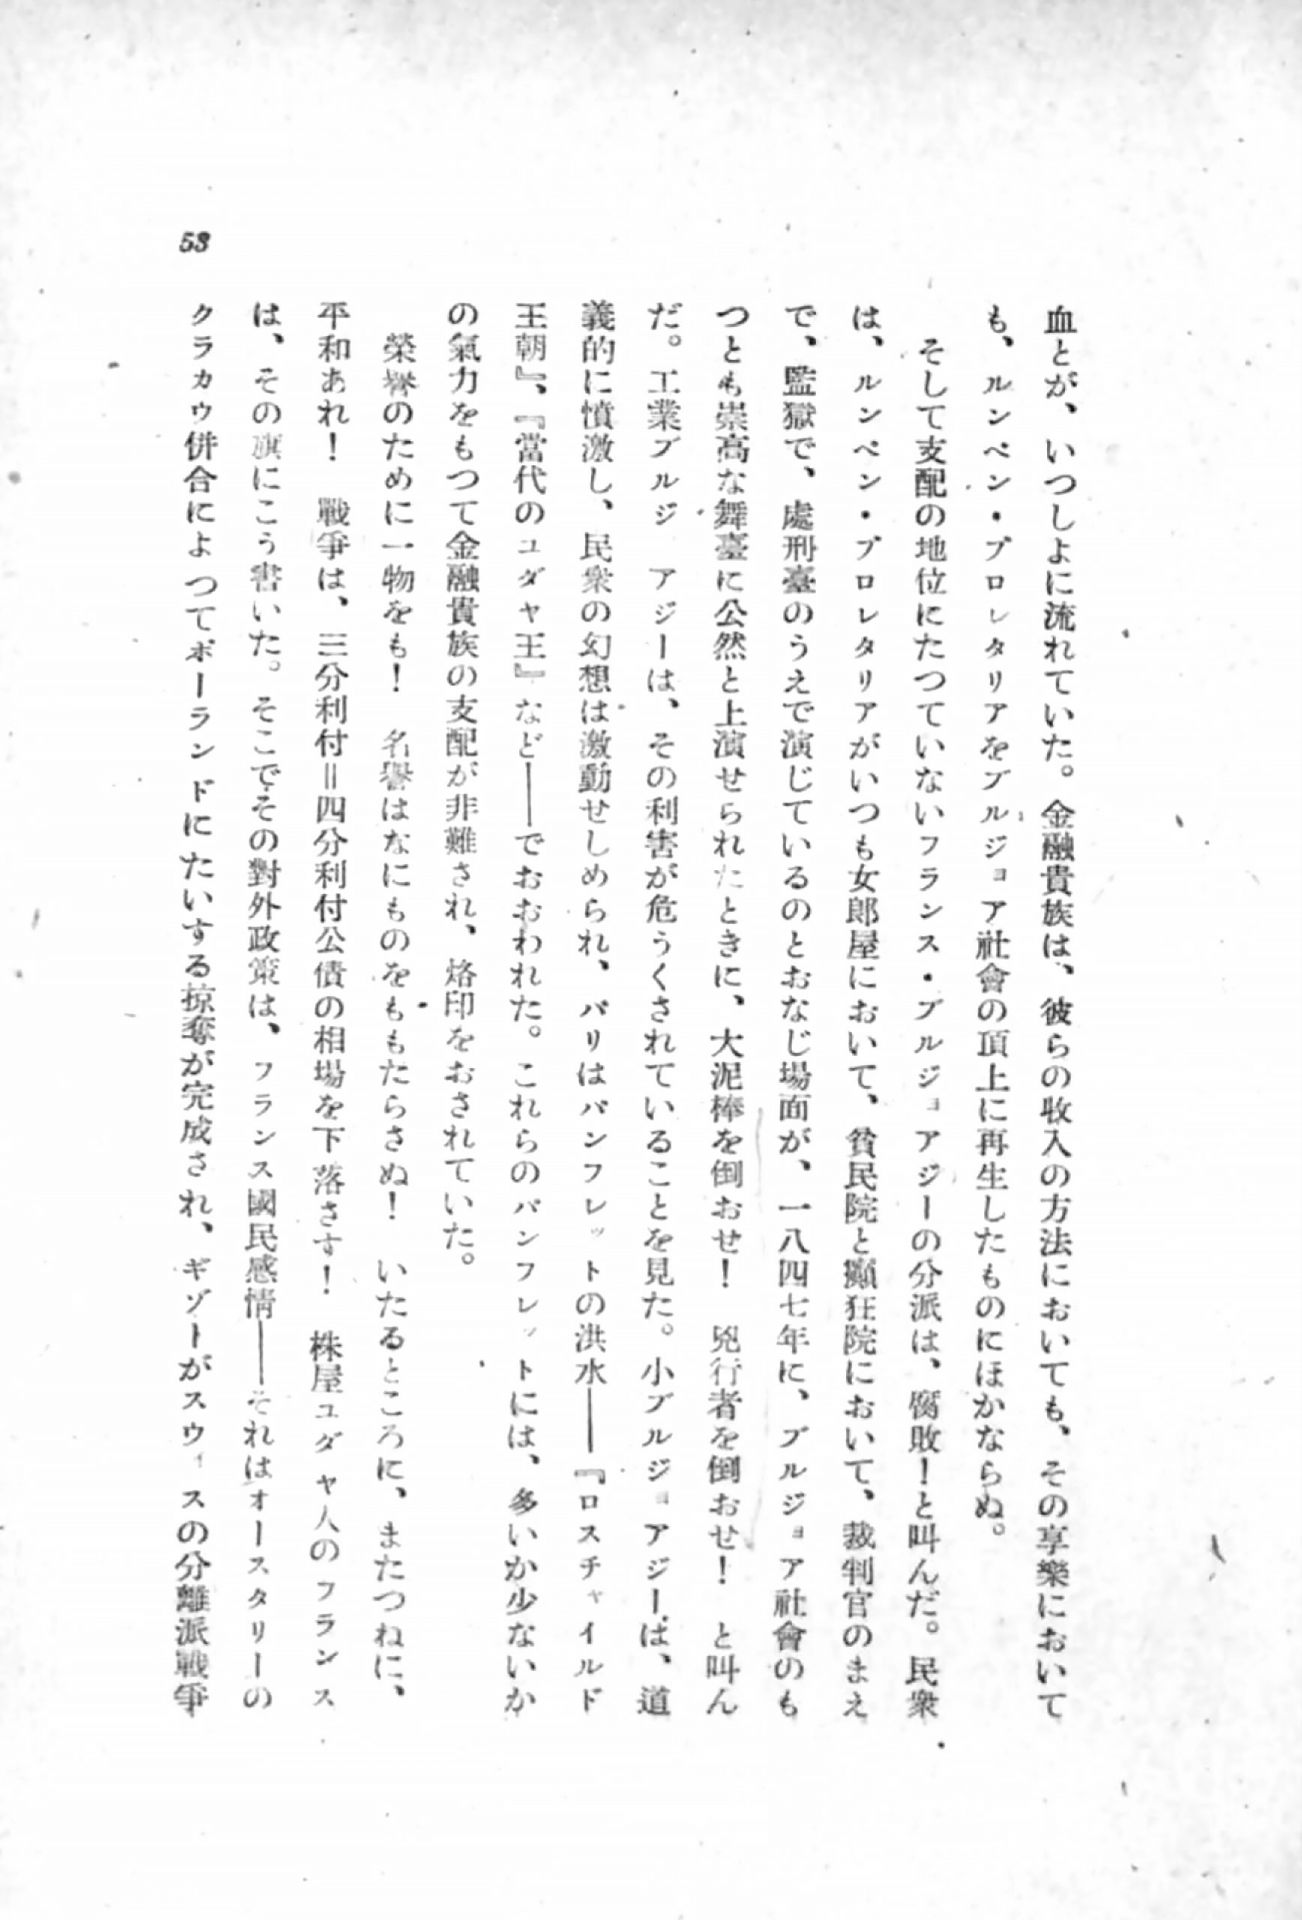 血とが、いつしよに流れていた。金融貴族は、彼らの收入の方法においても、その享樂において
も、ルンペン・プロレタリアをブルジョア社會の頂上に再生したものにほかならぬ。
そして支配の地位にたつていないフランス・ブルジョアジーの分派は、腐敗！と叫んだ。民衆
は、ルンペン・プロレタリアがいつも女郎屋において、貧民院と癲狂院において、裁判官のまえ
で、監獄で、處刑臺のうえで演じているのとおなじ場面が、一八四七年に、ブルジョア社會のも
つとも崇高な舞臺に公然と上演せられたときに、大泥棒を倒おせ！　兇行者を倒おせ！　と叫ん
だ。工業ブルジ アジーは、その利害が危うくされていることを見た。小ブルジョアジーは、道
義的に憤激し、民衆の幻想は激動せしめられ、パリはパンフレットの洪水――『ロスチャイルド
王朝』、『當代のユダヤ王』など――でおおわれた。これらのパンフレットには、多いか少ないか
の氣力をもつて金融貴族の支配が非難され、烙印をおされていた。
榮譽のために一物をも！　名譽はなにものをももたらさぬ！　いたるところに、またつねに、
平和あれ！　戰爭は、三分利付＝四分利付公債の相場を下落さす！　株屋ユダヤ人のフランス
は、その旗にこう書いた。そこでその對外政策は、フランス國民感情――それはオースタリーの
クラカウ併合によつてポーランドにたいする掠奪が完成され、ギゾーがスウィスの分離派戰爭
53